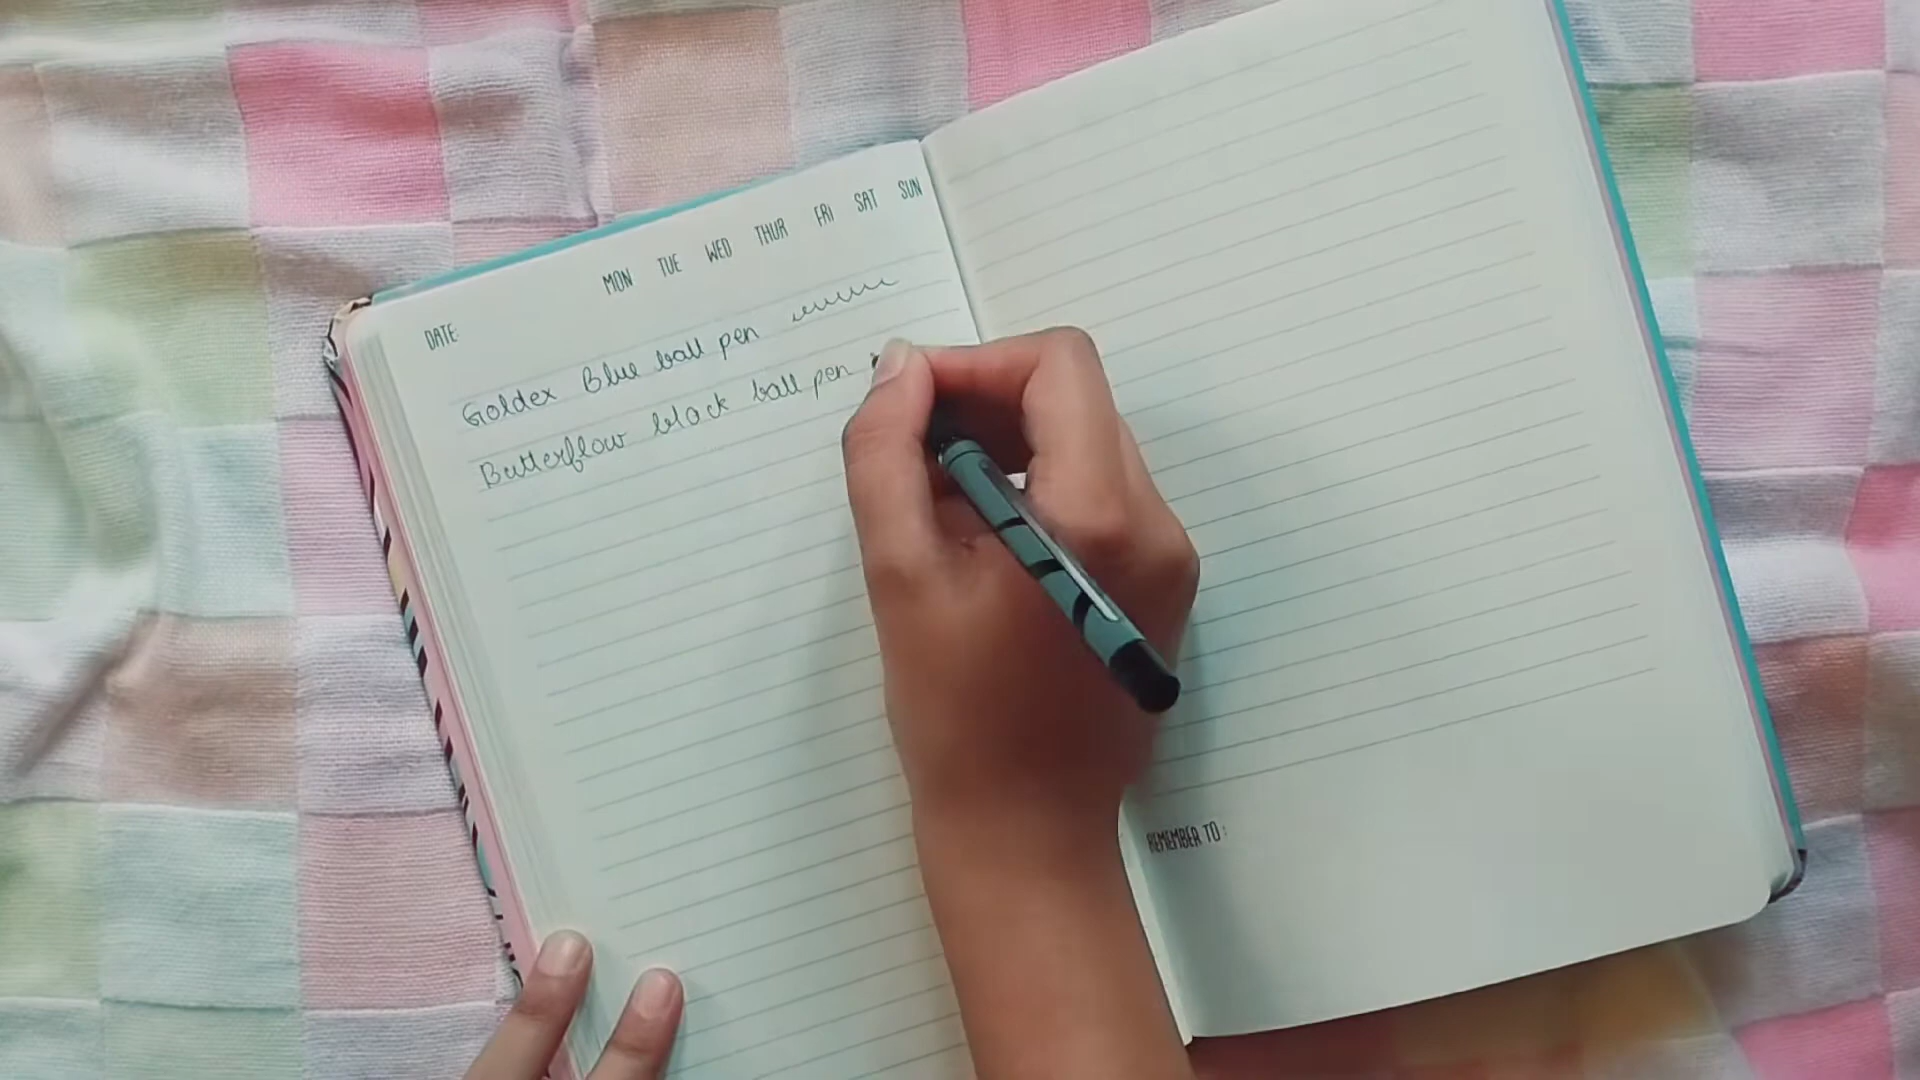 MON TUE WED THUR FRI SAT SUN
DATE:
Goldex Blue ball pen
Butterflow black ball pen
REMEMBER TO: